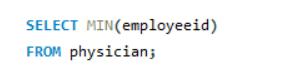 SELECT MIN(employeeid)
FROM physician;